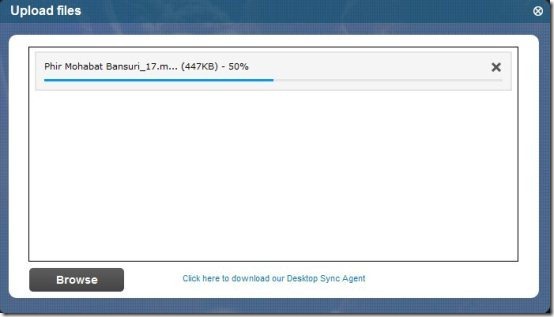 Upload files
Phir Mohabat Bansuri_17.m... (447KB) - 50%
Browse
Click here to download our Desktop Sync Agent